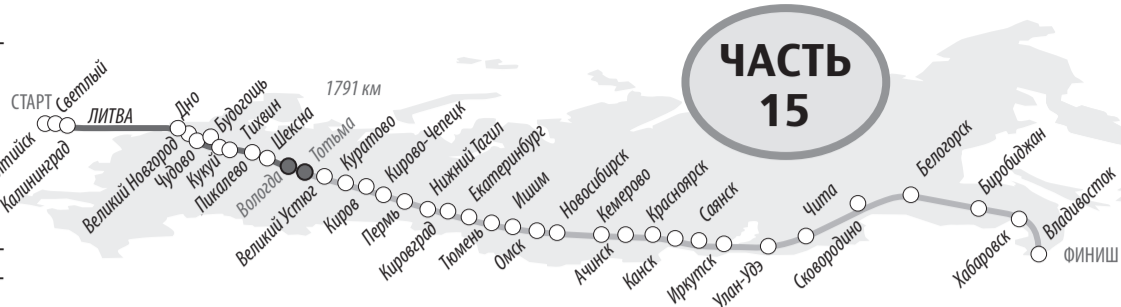 ЧАСТЬ
15
1791 км
СТАРТ
тийск
Светлый
Калининград
ЛИТВА
Дно
Великий Новгород
Чудово
Будогощь
Кукуй
Тихвин
Пикалево
Шексна
Вологда
Тотьма
Великий Устюг
Куратово
Киров
Кирово-Чепецк
Пермь
Нижний Тагил
Кировград
Екатеринбург
Тюмень
Ишим
Омск
Новосибирск
Кемерово
Ачинск
Красноярск
Канск
Саянск
Иркутск
Улан-Удэ
Чита
Сковородино
Белогорск
Биробиджан
Хабаровск
Владивосток
ФИНИШ